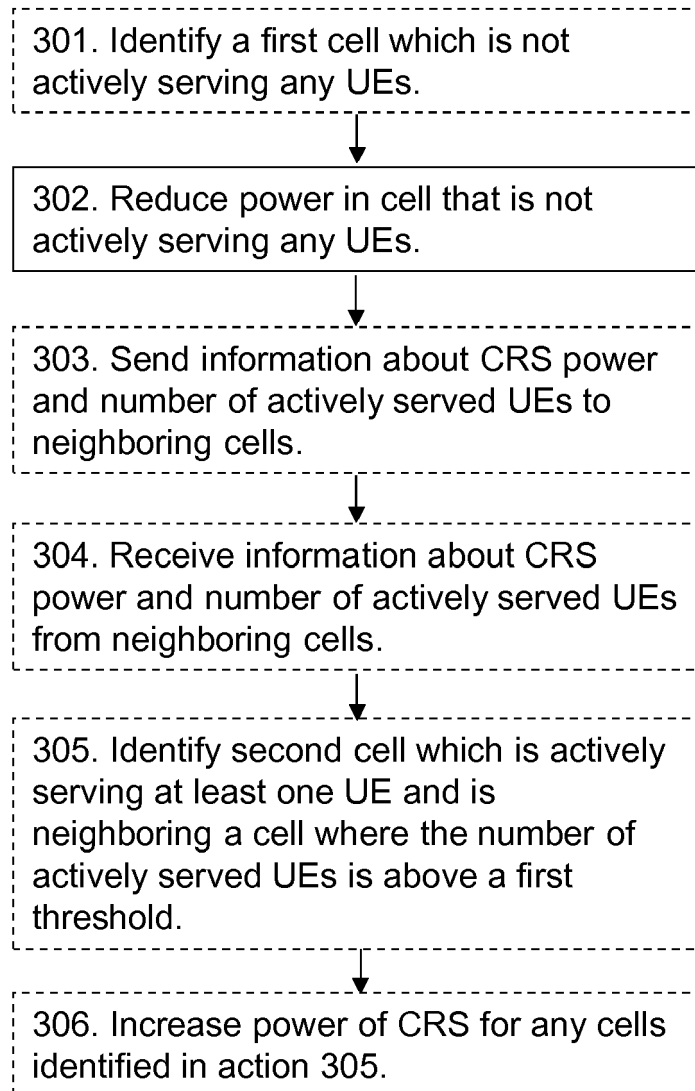 301. Identify a first cell which is not
actively serving any UEs.
302. Reduce power in cell that is not
actively serving any UEs.
303. Send information about CRS power
and number of actively served UEs to
neighboring cells.
304. Receive information about CRS
power and number of actively served UEs
from neighboring cells.
305. Identify second cell which is actively
serving at least one UE and is
neighboring a cell where the number of
actively served UEs is above a first
threshold.
306. Increase power of CRS for any cells
identified in action 305.